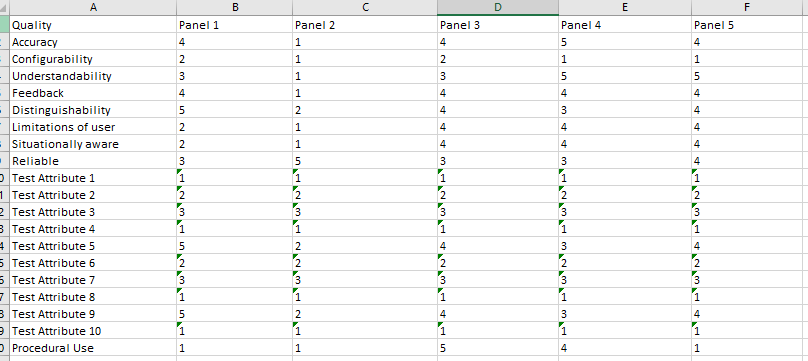 A B C D E F
Quality Panel 1 Panel 2 Panel 3 Panel 4 Panel 5
Accuracy 4 1 4 5 4
Configurability 2 1 2 1 1
Understandability 3 1 3 5 5
Feedback 4 1 4 4 4
Distinguishability 5 2 4 3 4
Limitations of user 2 1 4 4 4
Situationally aware 2 1 4 4 4
Reliable 3 5 3 3 4
Test Attribute 1 1 1 1 1 1
Test Attribute 2 2 2 2 2 2
Test Attribute 3 3 3 3 3 3
Test Attribute 4 1 1 1 1 1
Test Attribute 5 5 2 4 3 4
Test Attribute 6 2 2 2 2 2
Test Attribute 7 3 3 3 3 3
Test Attribute 8 1 1 1 1 1
Test Attribute 9 5 2 4 3 4
Test Attribute 10 1 1 1 1 1
Procedural Use 1 1 5 4 1